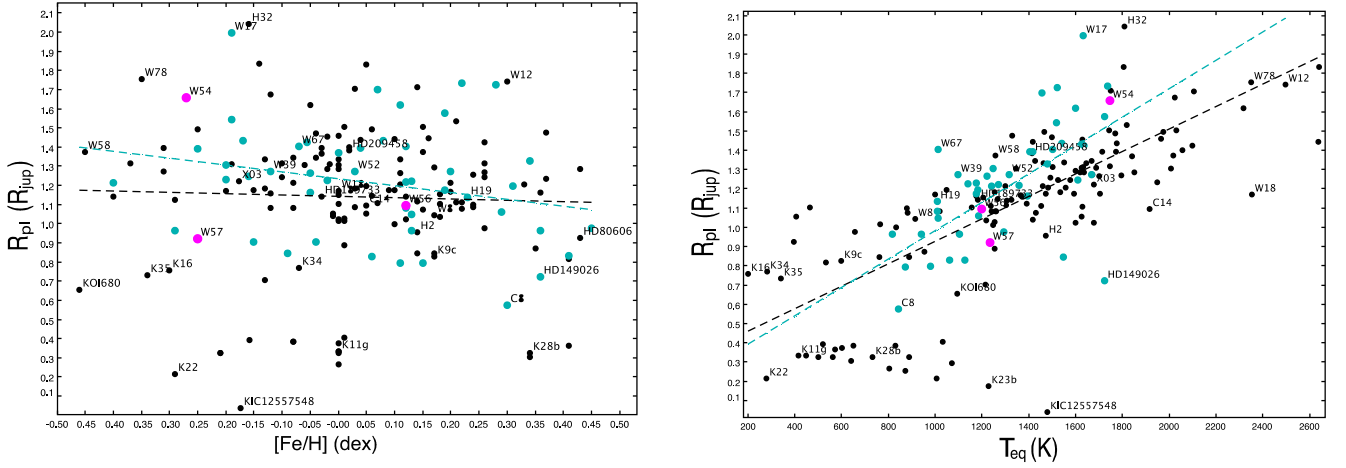 2.1
2.0
1.9
1.8
1.7
1.6
1.5
1.4
1.3
1.2
1.1
1.0
0.9
0.8
0.7
0.6
0.5
0.4
0.3
0.2
0.1
Rpl (Rjup)
H32
W17
W78
W12
W54
W67
W58
HD209458
W39
W52
X03
HD189733
H19
W56
H2
W57
HD80606
K9c
K34
K16
K35
HD149026
KOI680
K11g
K28b
K22
KIC12557548
-0.50 0.45 0.40 0.35 0.30 0.25 0.20 -0.15 -0.10 -0.05 0.00 0.05 0.10 0.15 0.20 0.25 0.30 0.35 0.40 0.45 0.50
[Fe/H] (dex)
2.1
2.0
1.9
1.8
1.7
1.6
1.5
1.4
1.3
1.2
1.1
1.0
0.9
0.8
0.7
0.6
0.5
0.4
0.3
0.2
0.1
Rpl (Rjup)
H32
W17
W78
W12
W54
W67
W58
HD209458
W39
W52
X03
H19
HD189733
W18
W8
C14
H2
W57
K9c
K16
K34
K35
HD149026
KOI680
C8
K11g
K28b
K22
K23b
KIC12557548
200 400 600 800 1000 1200 1400 1600 1800 2000 2200 2400 2600
Teq (K)